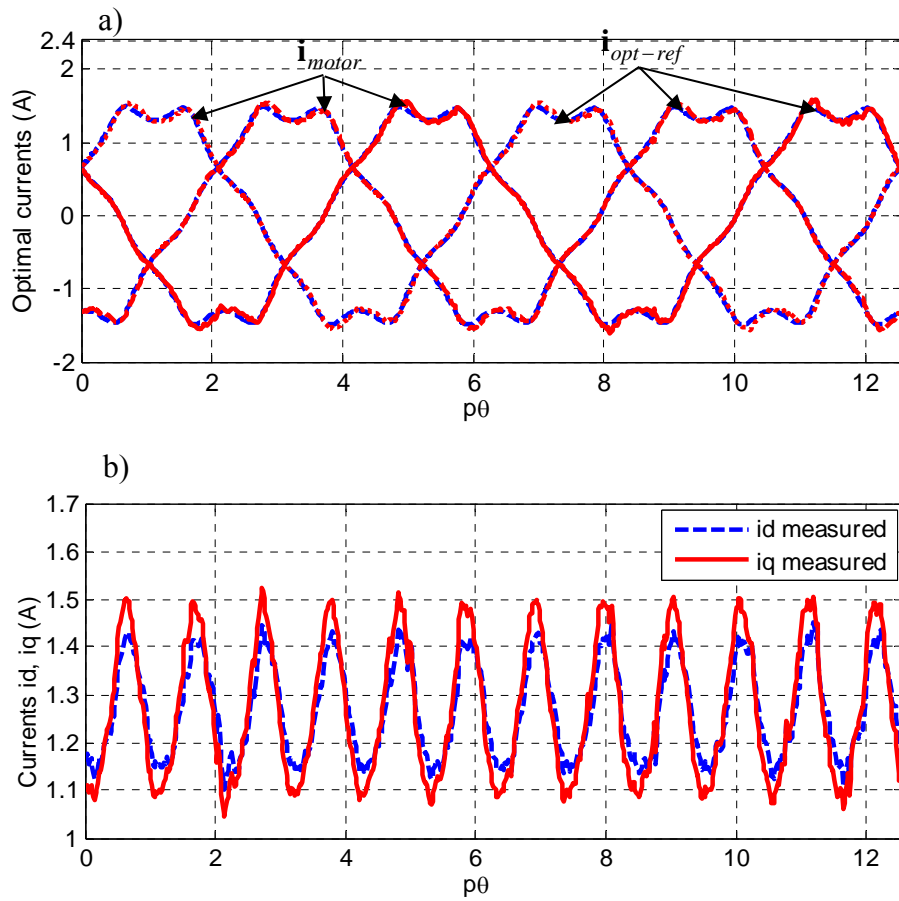 a)
i motor
i opt-ref
Optimal currents (A)
2.4
2
1
0
-1
-2
0 2 4 6 8 10 12
pθ
b)
Currents id, iq (A)
1.7
1.6
1.5
1.4
1.3
1.2
1.1
1
id measured
iq measured
0 2 4 6 8 10 12
pθ